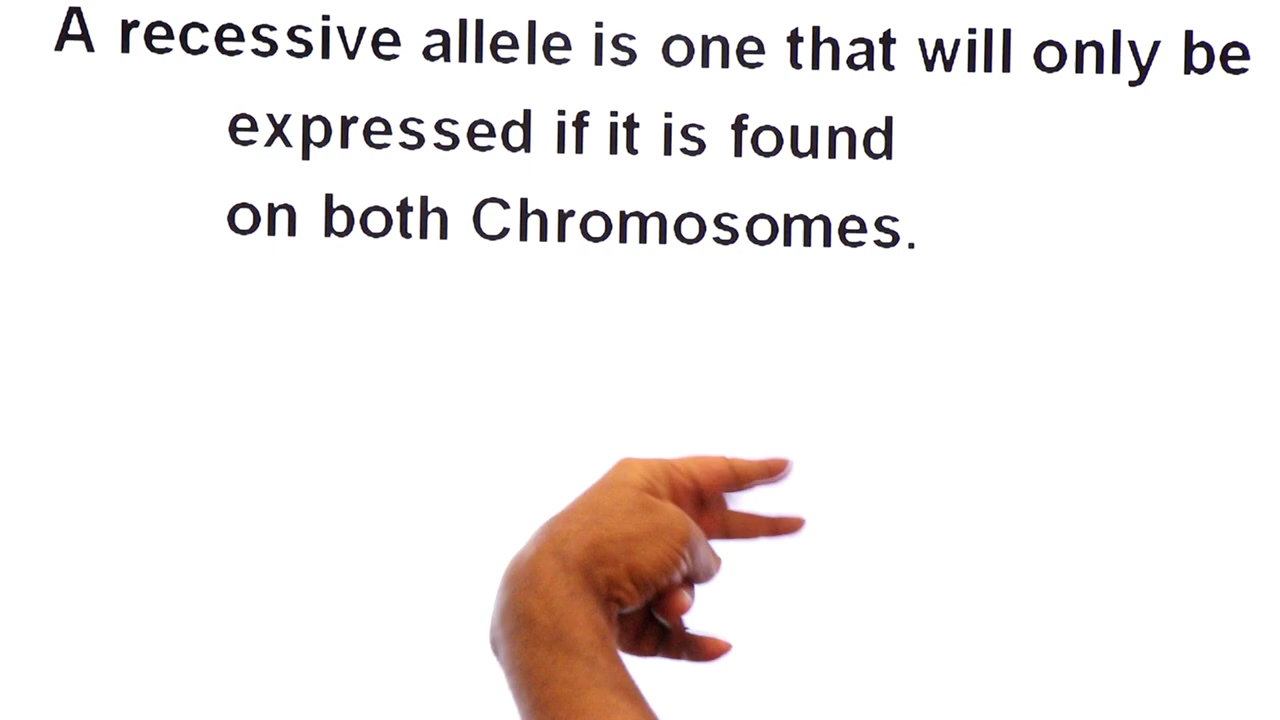 A recessive allele is one that will only be
expressed if it is found
on both Chromosomes.